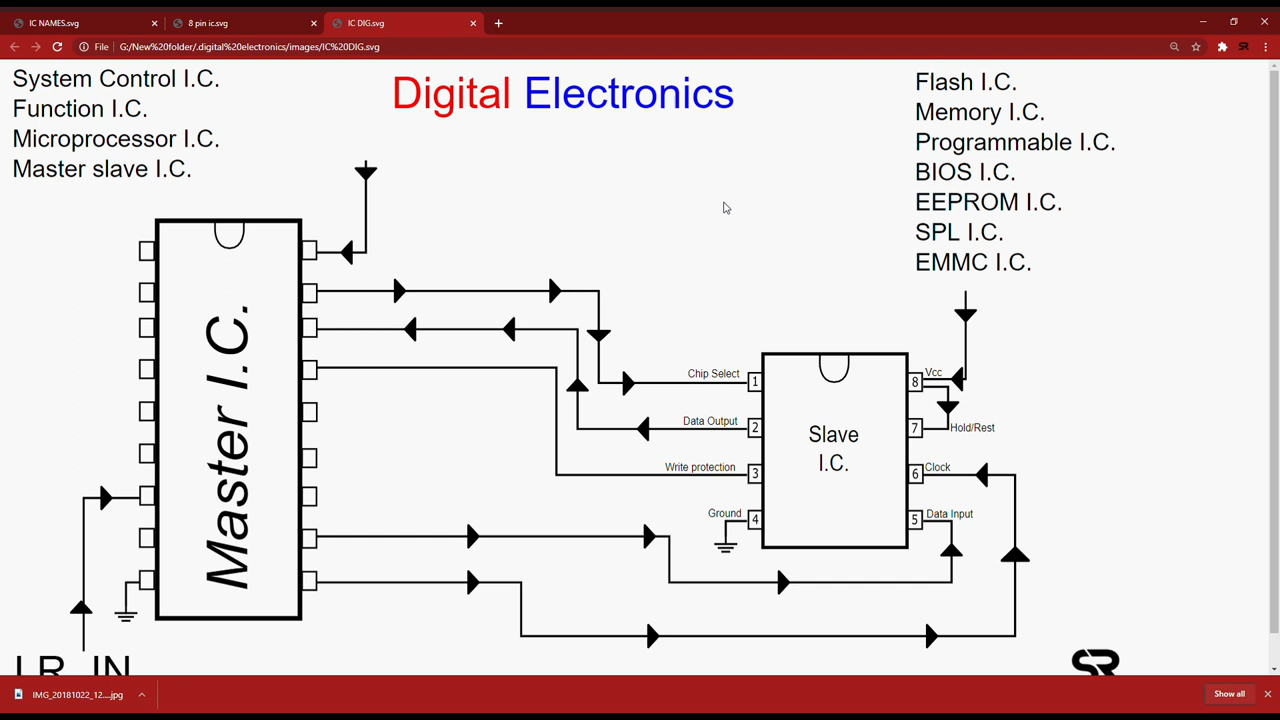 IC NAMES.svg
8 pin ic.svg
IC DIG.svg
File
G:/New%20folder/.digital%20electronics/images/IC%20DIG.svg
SR
Digital Electronics
System Control I.C.
Function I.C.
Microprocessor I.C.
Master slave I.C.
Flash I.C.
Memory I.C.
Programmable I.C.
BIOS I.C.
EEPROM I.C.
SPL I.C.
EMMC I.C.
Master I.C.
Chip Select
1
Data Output
2
Write protection
3
Ground
4
Slave
I.C.
8
Vcc
7
Hold/Rest
6
Clock
5
Data Input
I.R. IN
SR
IMG_20181022_12....jpg
Show all